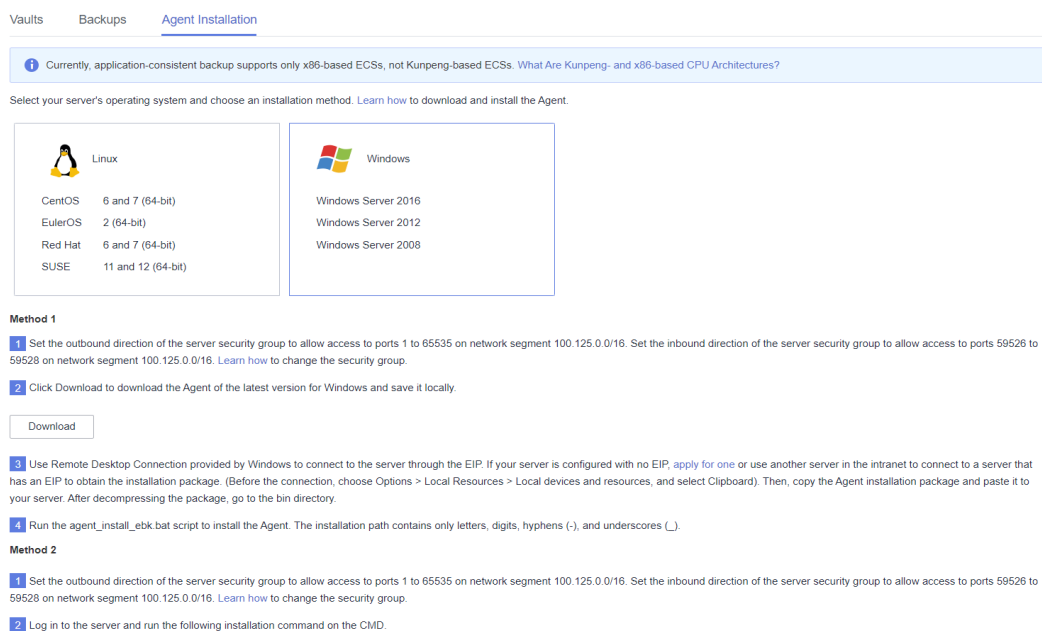 Vaults Backups Agent Installation
Currently, application-consistent backup supports only x86-based ECSs, not Kunpeng-based ECSs. What Are Kunpeng- and x86-based CPU Architectures?
Select your server's operating system and choose an installation method. Learn how to download and install the Agent.
Linux
CentOS 6 and 7 (64-bit)
EulerOS 2 (64-bit)
Red Hat 6 and 7 (64-bit)
SUSE 11 and 12 (64-bit)
Windows
Windows Server 2016
Windows Server 2012
Windows Server 2008
Method 1
1 Set the outbound direction of the server security group to allow access to ports 1 to 65535 on network segment 100.125.0.0/16. Set the inbound direction of the server security group to allow access to ports 59526 to
59528 on network segment 100.125.0.0/16. Learn how to change the security group.
2 Click Download to download the Agent of the latest version for Windows and save it locally.
Download
3 Use Remote Desktop Connection provided by Windows to connect to the server through the EIP. If your server is configured with no EIP, apply for one or use another server in the intranet to connect to a server that
has an EIP to obtain the installation package. (Before the connection, choose Options > Local Resources > Local devices and resources, and select Clipboard). Then, copy the Agent installation package and paste it to
your server. After decompressing the package, go to the bin directory.
4 Run the agent_install_ebk.bat script to install the Agent. The installation path contains only letters, digits, hyphens (-), and underscores (_).
Method 2
1 Set the outbound direction of the server security group to allow access to ports 1 to 65535 on network segment 100.125.0.0/16. Set the inbound direction of the server security group to allow access to ports 59526 to
59528 on network segment 100.125.0.0/16. Learn how to change the security group.
2 Log in to the server and run the following installation command on the CMD.